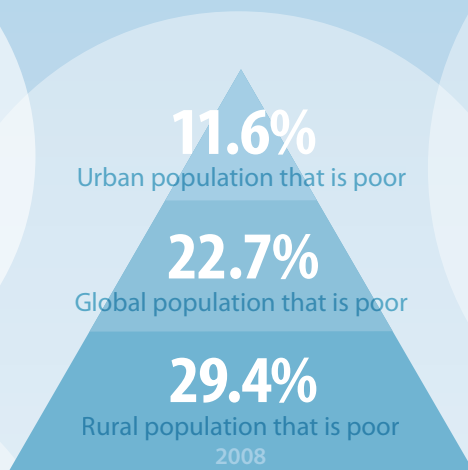 11.6%
Urban population that is poor
22.7%
Global population that is poor
29.4%
Rural population that is poor
2008